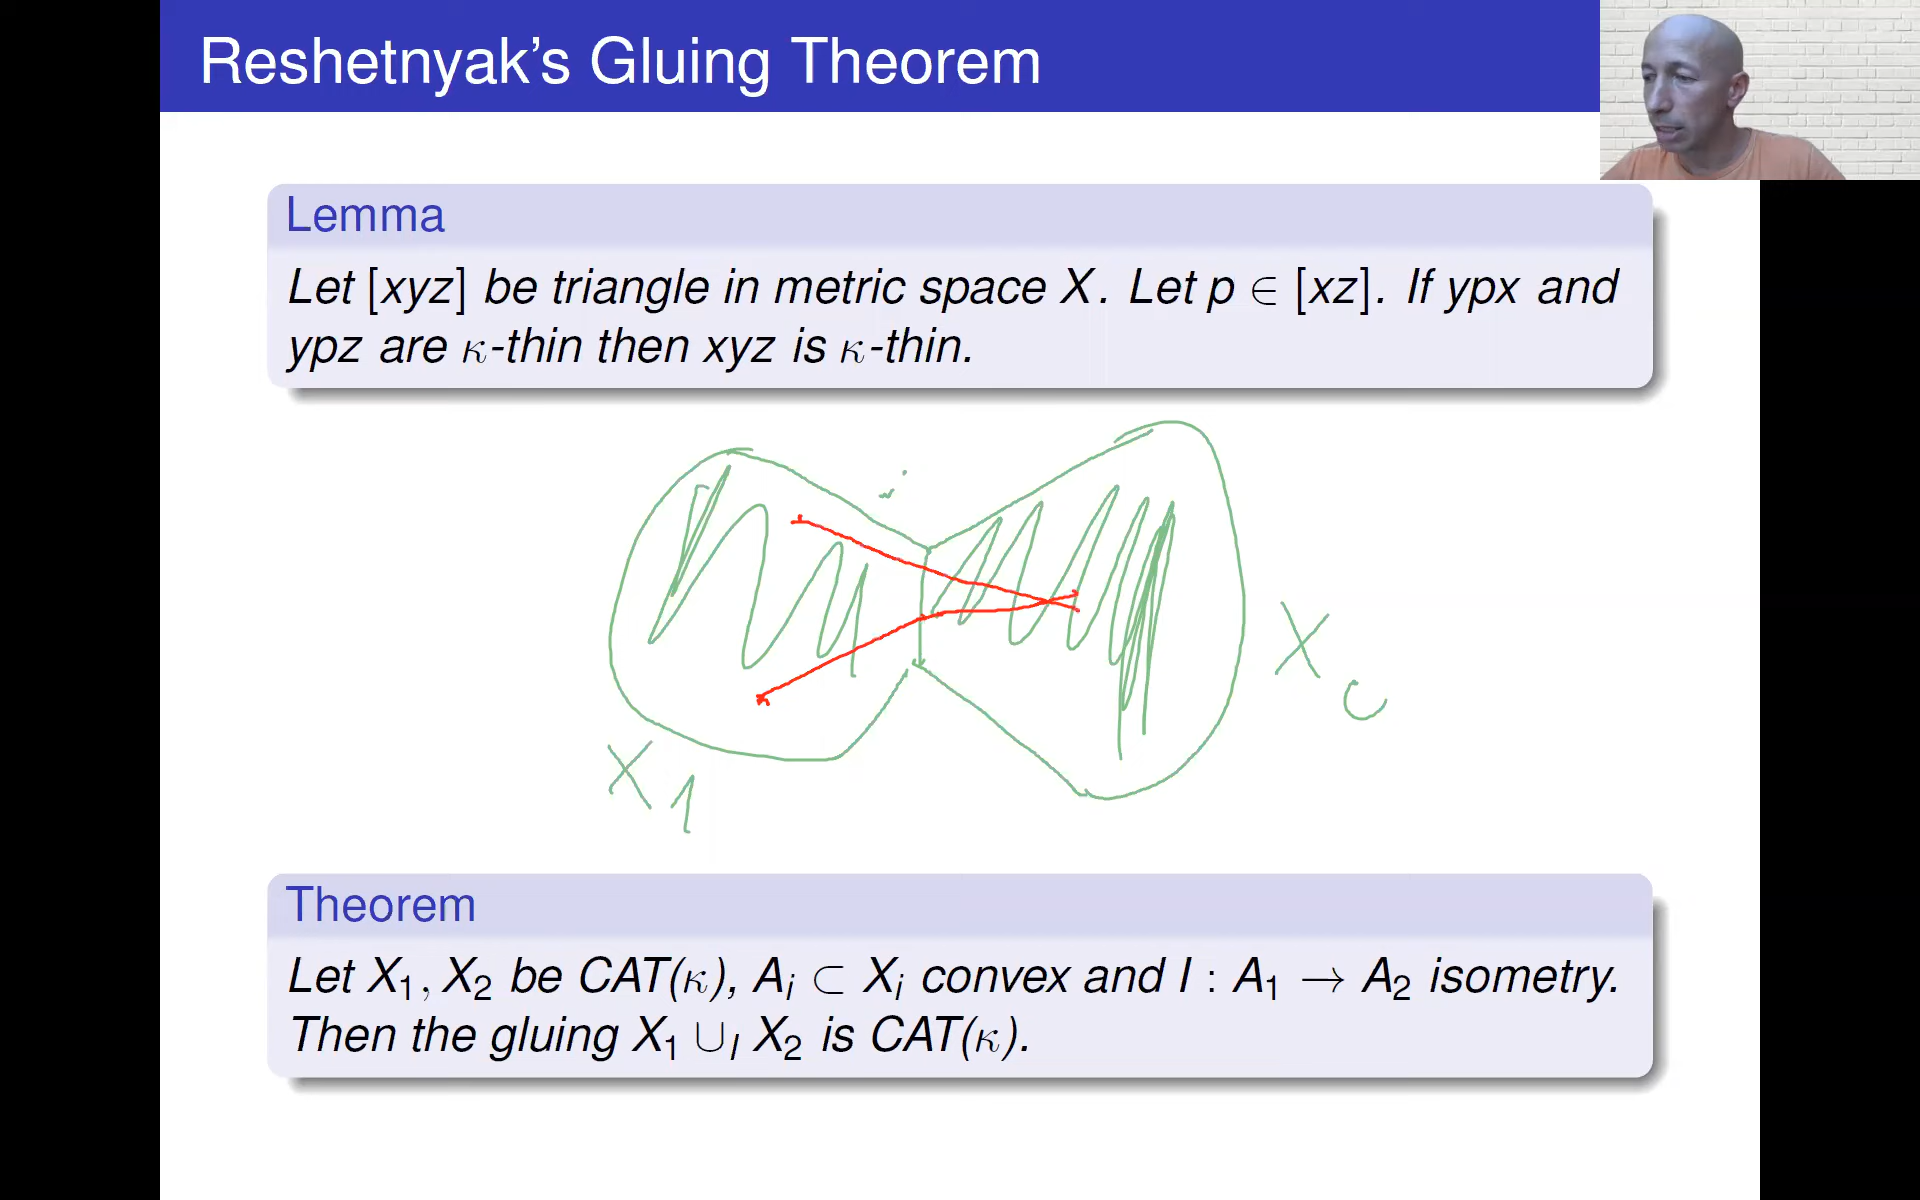 Reshetnyak's Gluing Theorem
Lemma
Let [xyz] be triangle in metric space X. Let p ∈ [xz]. If ypx and
ypz are κ-thin then xyz is κ-thin.
X
X 1
Theorem
Let X₁, X₂ be CAT(κ), Aᵢ ⊂ Xᵢ convex and I : A₁ → A₂ isometry.
Then the gluing X₁ ∪_I X₂ is CAT(κ).